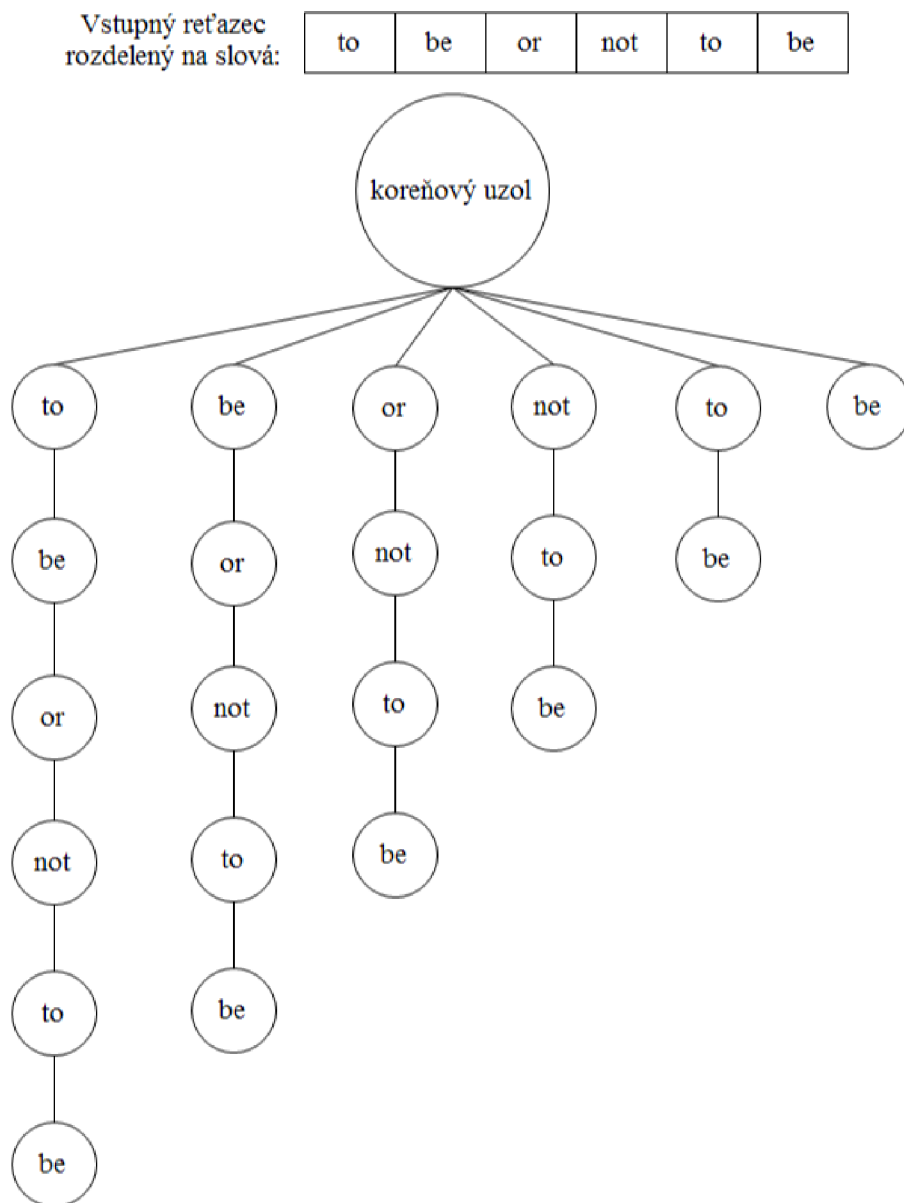 Vstupný reťazec
rozdelený na slová:
to be or not to be
koreňový uzol
to be or not to be
be or not to be
or not to be
not to be
to be
be